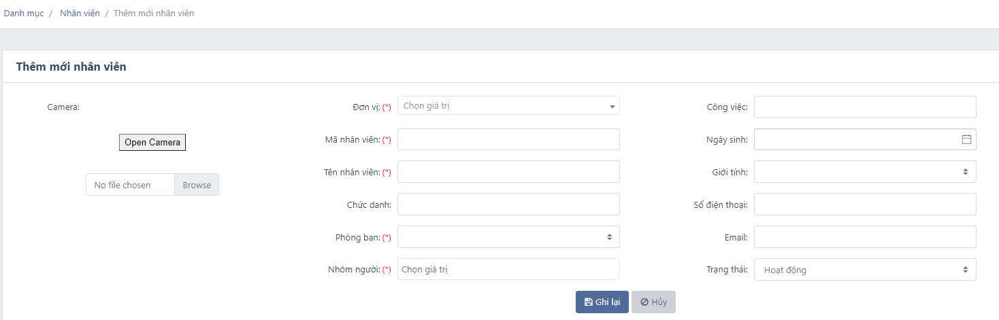 Danh mục / Nhân viên / Thêm mới nhân viên
Thêm mới nhân viên
Camera:
Open Camera
No file chosen Browse
Đơn vị: (*) Chọn giá trị
Mã nhân viên: (*)
Tên nhân viên: (*)
Chức danh:
Phòng ban: (*)
Nhóm người: (*) Chọn giá trị
Công việc:
Ngày sinh:
Giới tính:
Số điện thoại:
Email:
Trạng thái: Hoạt động
Ghi lại Hủy